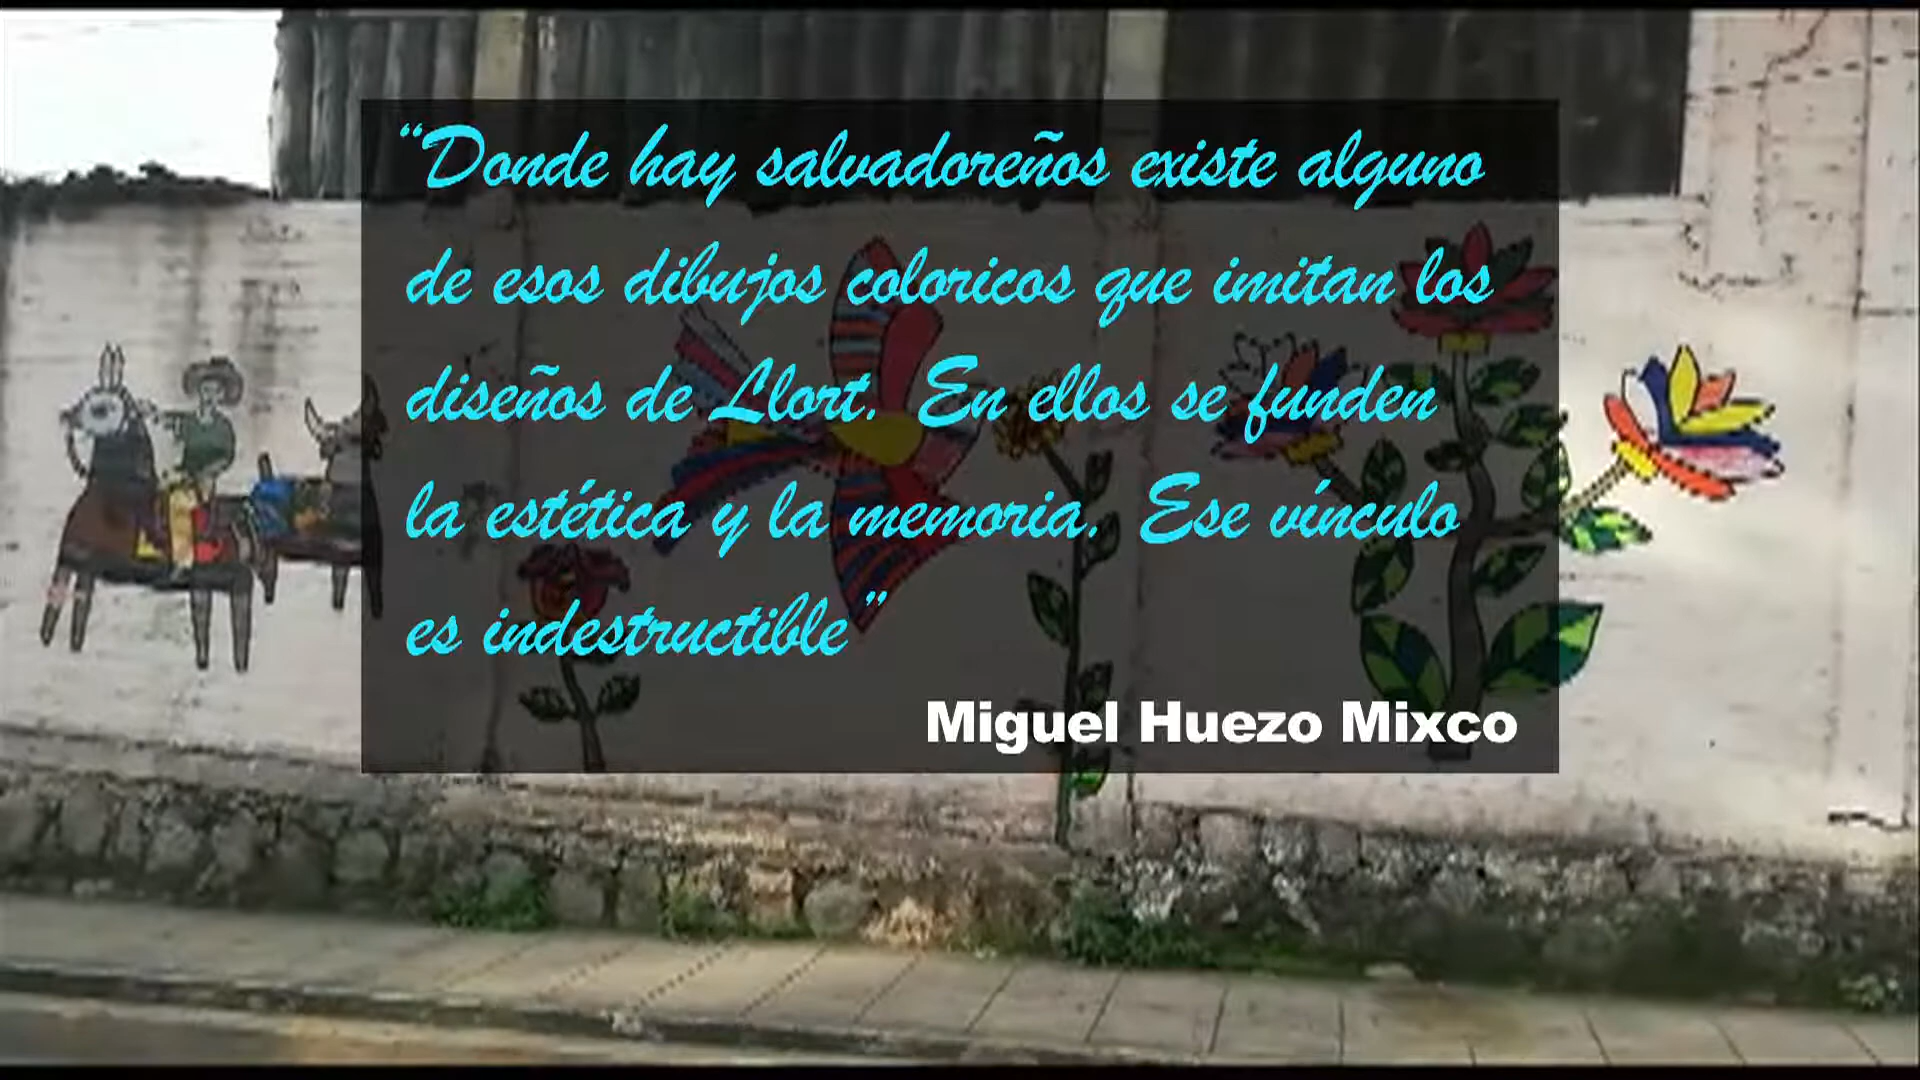 “Donde hay salvadoreños existe alguno
de esos dibujos coloricos que imitan los
diseños de Llort. En ellos se funden
la estética y la memoria. Ese vínculo
es indestructible”
Miguel Huezo Mixco